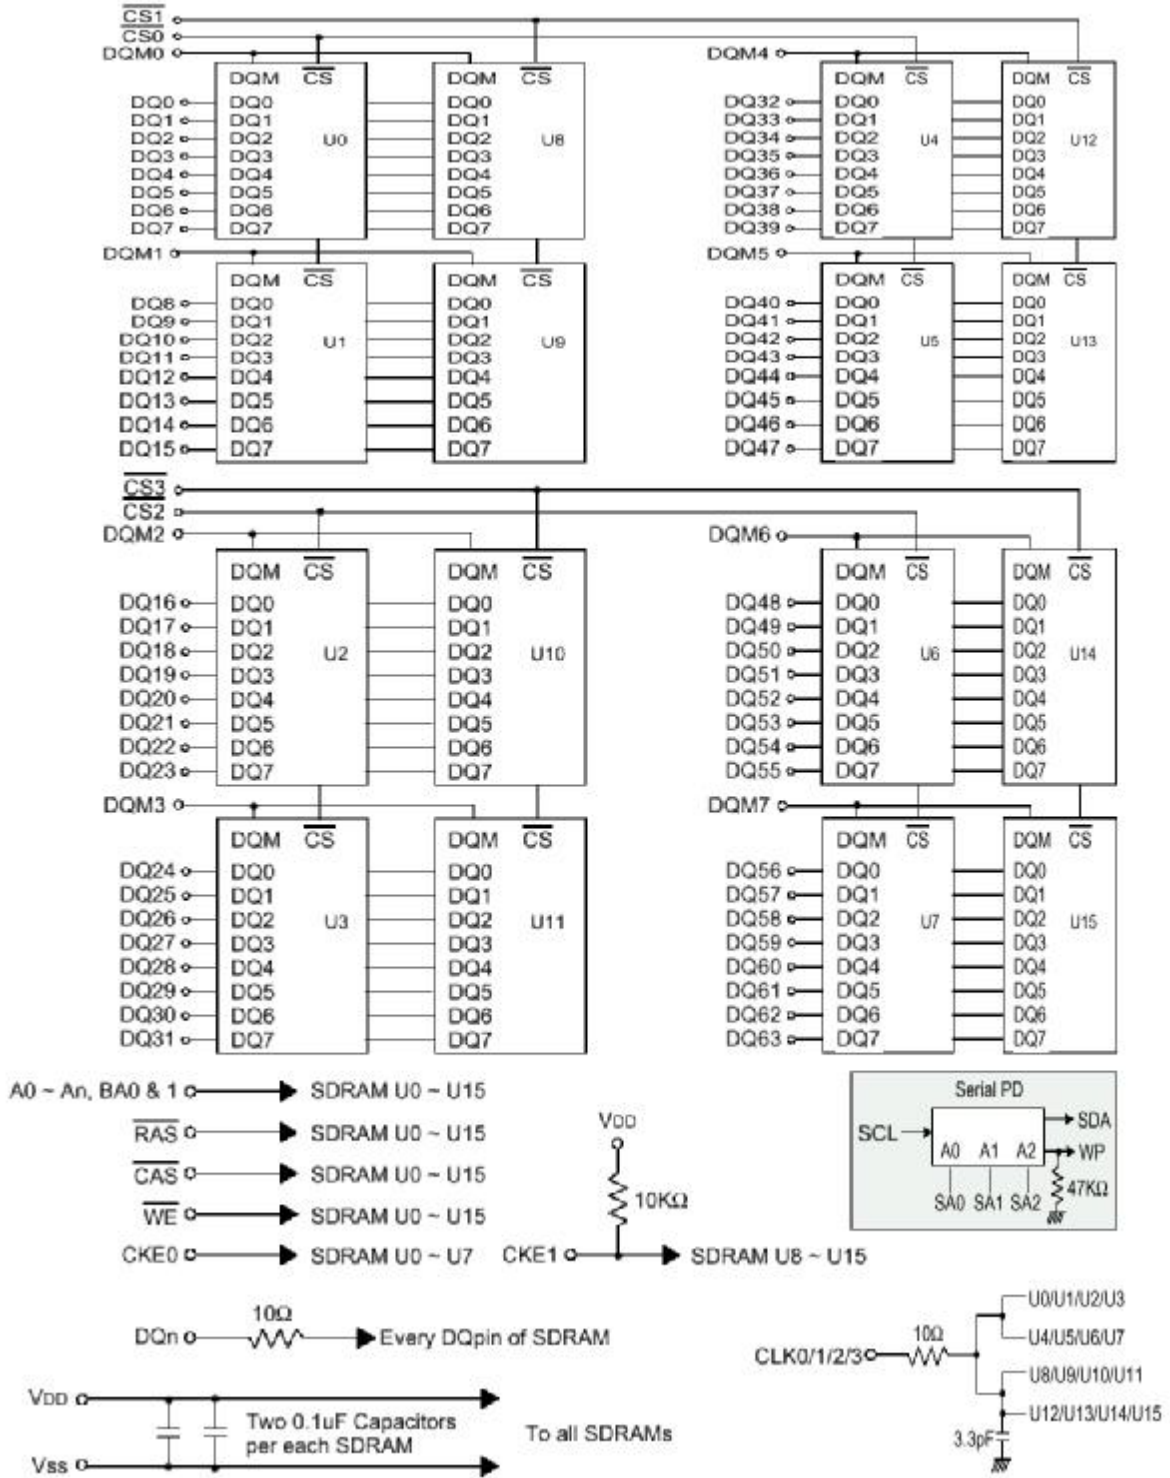 CS1
CS0
DQM0 DQM4
DQM CS DQM CS DQM CS DQM CS
DQ0 DQ0 DQ0 DQ32 DQ0 DQ0
DQ1 DQ1 DQ1 DQ33 DQ1 DQ1
DQ2 DQ2 U0 DQ2 U8 DQ34 DQ2 U4 DQ2 U12
DQ3 DQ3 DQ3 DQ35 DQ3 DQ3
DQ4 DQ4 DQ4 DQ36 DQ4 DQ4
DQ5 DQ5 DQ5 DQ37 DQ5 DQ5
DQ6 DQ6 DQ6 DQ38 DQ6 DQ6
DQ7 DQ7 DQ7 DQ39 DQ7 DQ7
DQM1 DQM5
DQM CS DQM CS DQM CS DQM CS
DQ8 DQ0 DQ0 DQ40 DQ0 DQ0
DQ9 DQ1 DQ1 DQ41 DQ1 DQ1
DQ10 DQ2 U1 DQ2 U9 DQ42 DQ2 U5 DQ2 U13
DQ11 DQ3 DQ3 DQ43 DQ3 DQ3
DQ12 DQ4 DQ4 DQ44 DQ4 DQ4
DQ13 DQ5 DQ5 DQ45 DQ5 DQ5
DQ14 DQ6 DQ6 DQ46 DQ6 DQ6
DQ15 DQ7 DQ7 DQ47 DQ7 DQ7
CS3
CS2
DQM2 DQM6
DQM CS DQM CS DQM CS DQM CS
DQ16 DQ0 DQ0 DQ48 DQ0 DQ0
DQ17 DQ1 DQ1 DQ49 DQ1 DQ1
DQ18 DQ2 U2 DQ2 U10 DQ50 DQ2 U6 DQ2 U14
DQ19 DQ3 DQ3 DQ51 DQ3 DQ3
DQ20 DQ4 DQ4 DQ52 DQ4 DQ4
DQ21 DQ5 DQ5 DQ53 DQ5 DQ5
DQ22 DQ6 DQ6 DQ54 DQ6 DQ6
DQ23 DQ7 DQ7 DQ55 DQ7 DQ7
DQM3 DQM7
DQM CS DQM CS DQM CS DQM CS
DQ24 DQ0 DQ0 DQ56 DQ0 DQ0
DQ25 DQ1 DQ1 DQ57 DQ1 DQ1
DQ26 DQ2 U3 DQ2 U11 DQ58 DQ2 U7 DQ2 U15
DQ27 DQ3 DQ3 DQ59 DQ3 DQ3
DQ28 DQ4 DQ4 DQ60 DQ4 DQ4
DQ29 DQ5 DQ5 DQ61 DQ5 DQ5
DQ30 DQ6 DQ6 DQ62 DQ6 DQ6
DQ31 DQ7 DQ7 DQ63 DQ7 DQ7
A0 ~ An, BA0 & 1 SDRAM U0 ~ U15
RAS SDRAM U0 ~ U15
CAS SDRAM U0 ~ U15
WE SDRAM U0 ~ U15
CKE0 SDRAM U0 ~ U7
VDD
10KΩ
CKE1 SDRAM U8 ~ U15
Serial PD
SCL SDA
A0 A1 A2 WP
SA0 SA1 SA2 47KΩ
10Ω
DQn Every DQpin of SDRAM
VDD
Two 0.1uF Capacitors
per each SDRAM
To all SDRAMs
Vss
U0/U1/U2/U3
10Ω
U4/U5/U6/U7
CLK0/1/2/3
U8/U9/U10/U11
U12/U13/U14/U15
3.3pF